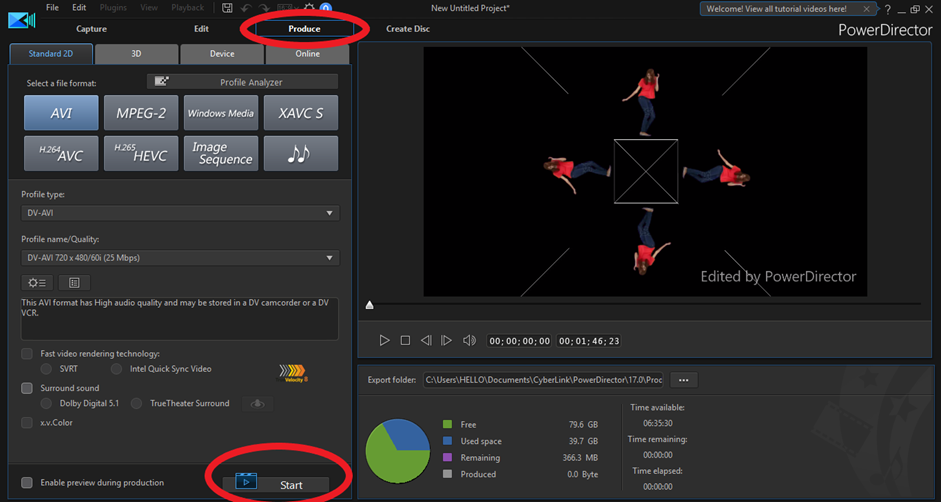 File Edit Plugins View Playback
New Untitled Project*
Welcome! View all tutorial videos here!
Capture Edit Produce Create Disc
PowerDirector
Standard 2D 3D Device Online
Select a file format: Profile Analyzer
AVI MPEG-2 Windows Media XAVC S
H.264 AVC H.265 HEVC Image Sequence
Profile type:
DV-AVI
Profile name/Quality:
DV-AVI 720 x 480/60i (25 Mbps)
This AVI format has High audio quality and may be stored in a DV camcorder or a DV
VCR.
Fast video rendering technology:
SVRT Intel Quick Sync Video
Surround sound
Dolby Digital 5.1 TrueTheater Surround
x.v.Color
Enable preview during production
Start
Edited by PowerDirector
00;00;00;00 00;01;46;23
Export folder: C:\Users\HELLO\Documents\CyberLink\PowerDirector\17.0\Proc ...
Free 79.6 GB
Used space 39.7 GB
Remaining 366.3 MB
Produced 0.0 Byte
Time available:
06:35:30
Time remaining:
00:00:00
Time elapsed:
00:00:00